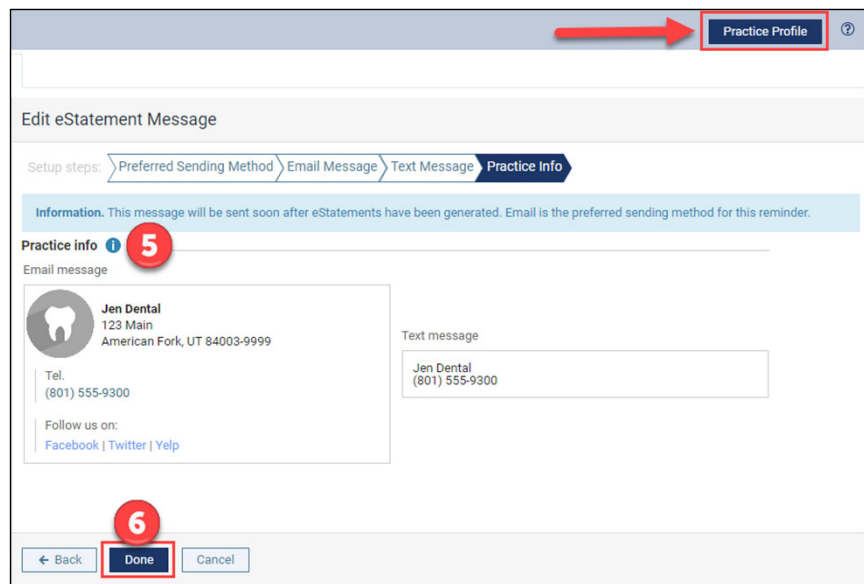 Practice Profile ?
Edit eStatement Message
Setup steps: Preferred Sending Method Email Message Text Message Practice Info
Information. This message will be sent soon after eStatements have been generated. Email is the preferred sending method for this reminder.
Practice info i 5
Email message
Jen Dental
123 Main
American Fork, UT 84003-9999
Tel.
(801) 555-9300
Follow us on:
Facebook | Twitter | Yelp
Text message
Jen Dental
(801) 555-9300
6
← Back Done Cancel